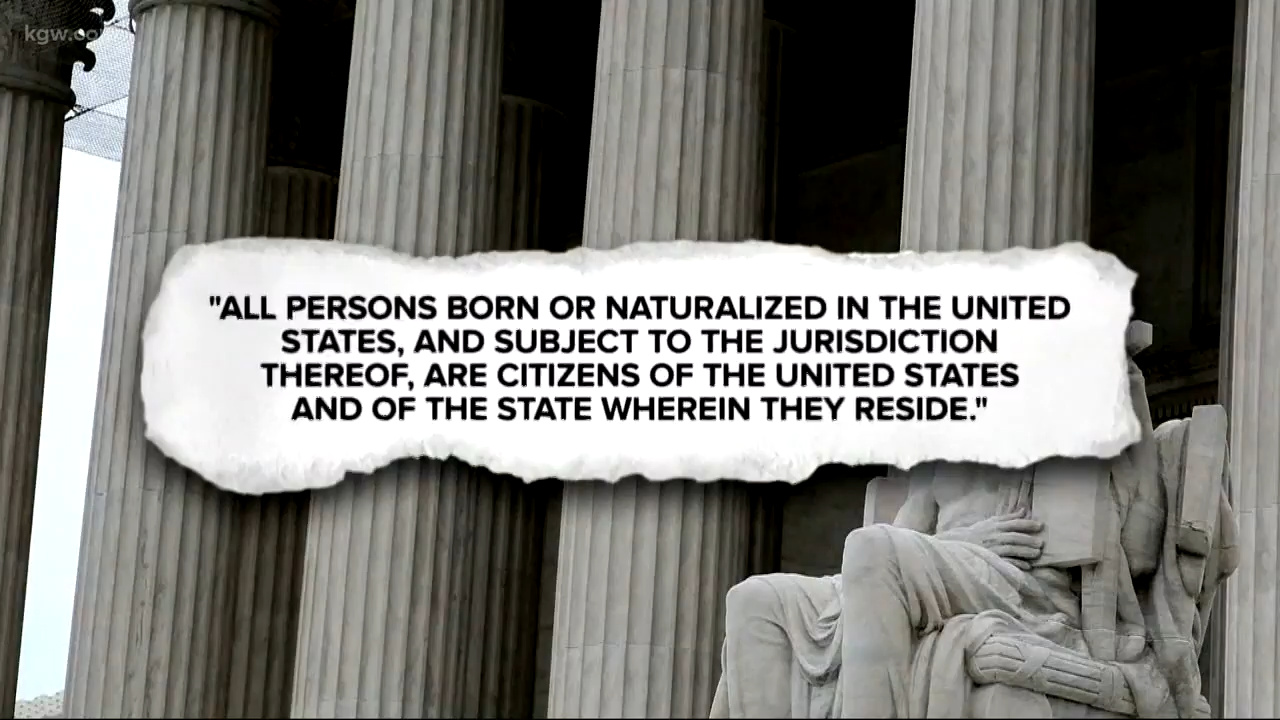 kgw.co
"ALL PERSONS BORN OR NATURALIZED IN THE UNITED
STATES, AND SUBJECT TO THE JURISDICTION
THEREOF, ARE CITIZENS OF THE UNITED STATES
AND OF THE STATE WHEREIN THEY RESIDE."